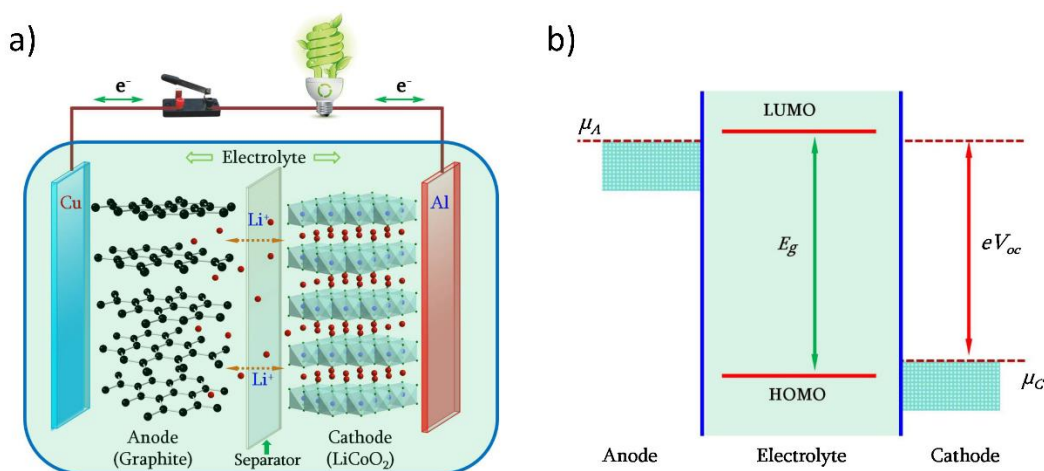 a)
e⁻
e⁻
Electrolyte
Cu
Al
Li⁺
Li⁺
Anode
(Graphite)
Separator
Cathode
(LiCoO₂)
b)
LUMO
μ_A
E_g
eV_oc
HOMO
μ_C
Anode
Electrolyte
Cathode